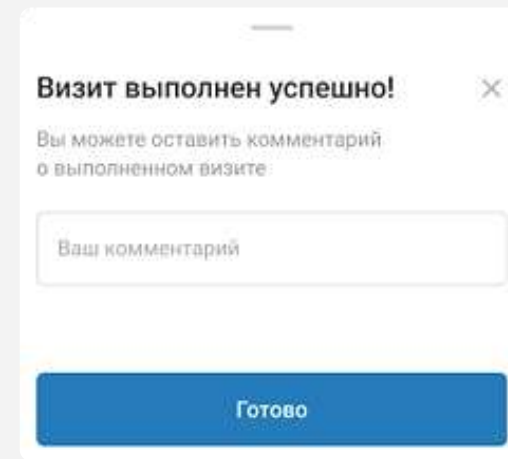 Визит выполнен успешно!
Вы можете оставить комментарий
о выполненном визите
Ваш комментарий
Готово